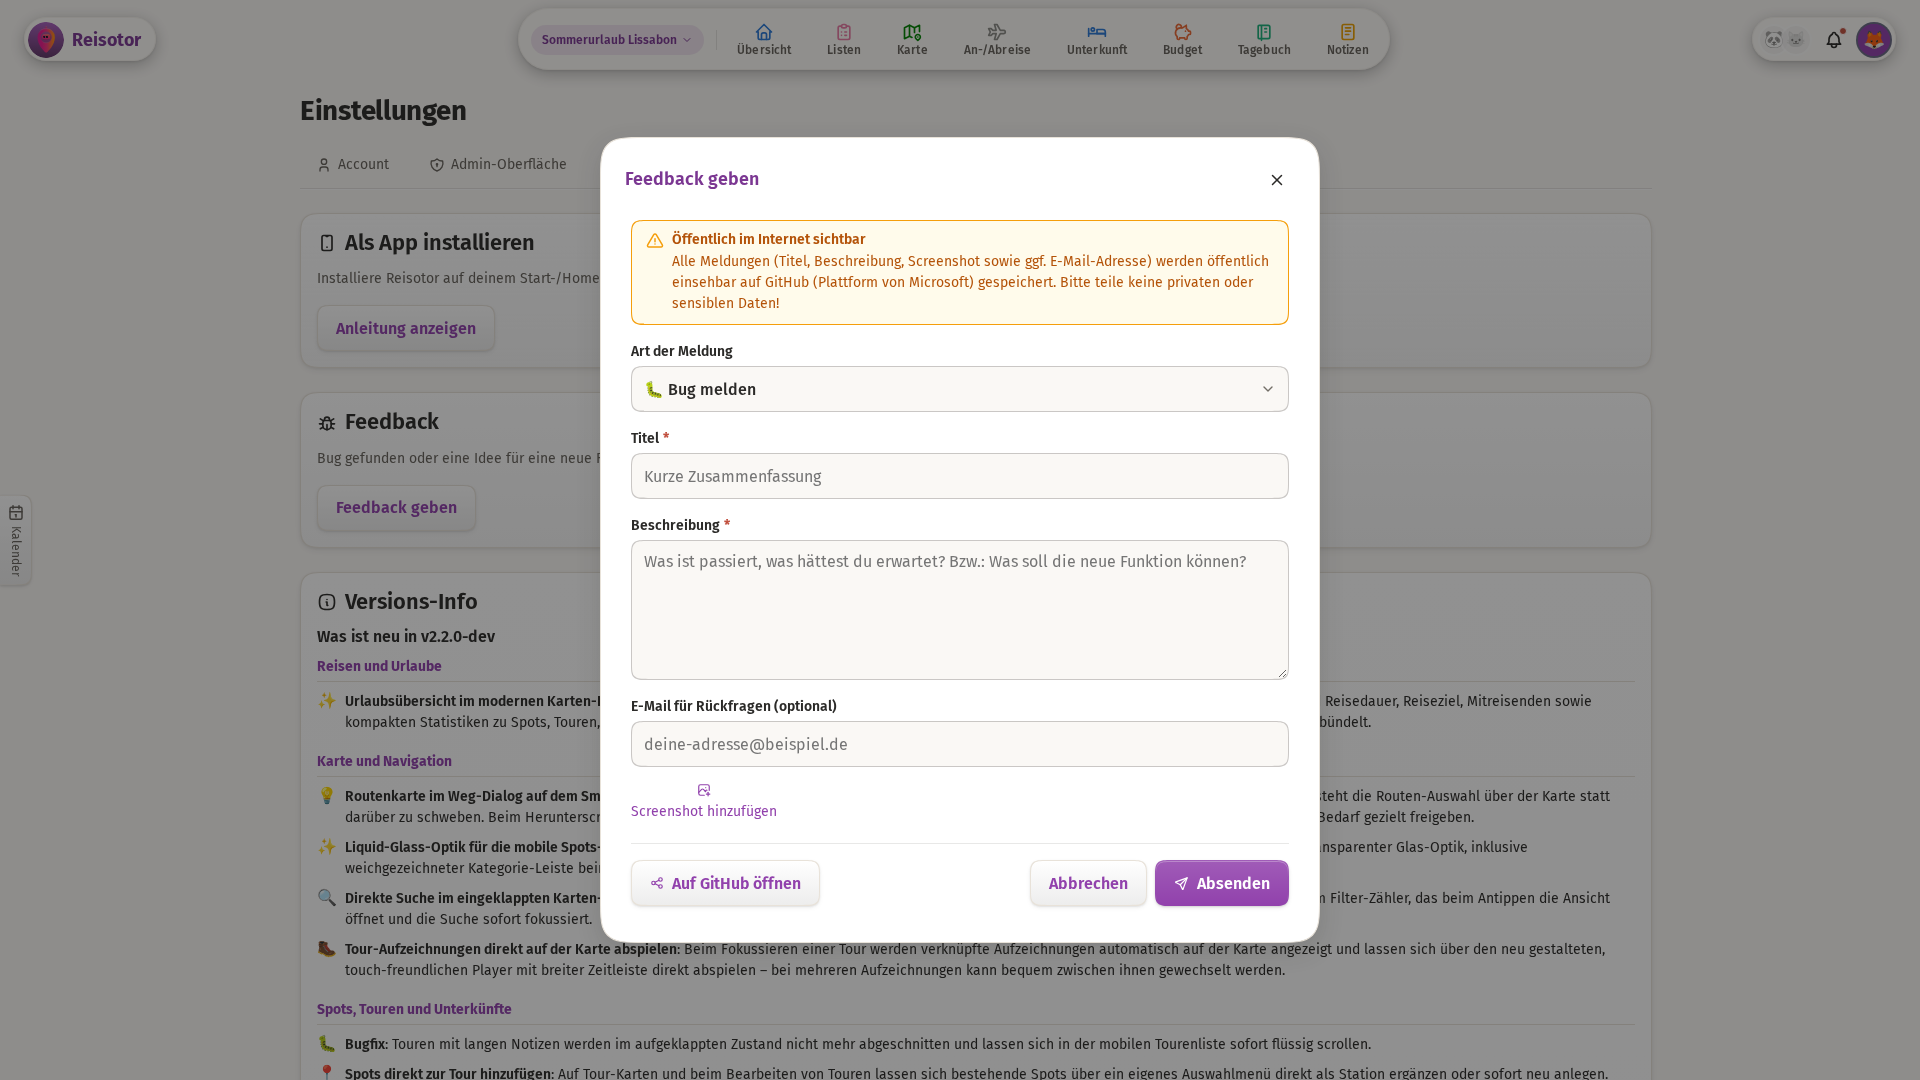 Reisotor
Sommerurlaub Lissabon
Übersicht
Listen
Karte
An-/Abreise
Unterkunft
Budget
Tagebuch
Notizen
Einstellungen
Account
Admin-Oberfläche
Als App installieren
Installiere Reisotor auf deinem Start-/Home
Anleitung anzeigen
Feedback
Bug gefunden oder eine Idee für eine neue
Feedback geben
Kalender
Versions-Info
Was ist neu in v2.2.0-dev
Reisen und Urlaube
Urlaubsübersicht im modernen Karten- Reisedauer, Reiseziel, Mitreisenden sowie
kompakten Statistiken zu Spots, Touren, bündelt.
Karte und Navigation
Routenkarte im Weg-Dialog auf dem steht die Routen-Auswahl über der Karte statt
darüber zu schweben. Beim Bedarf gezielt freigeben.
Liquid-Glass-Optik für die mobile Spots- Glas-Optik, inklusive
weichgezeichneter Kategorie-Leiste
Direkte Suche im eingeklappten Karten- Filter-Zähler, das beim Antippen die Ansicht
öffnet und die Suche sofort fokussiert.
Tour-Aufzeichnungen direkt auf der Karte abspielen: Beim Fokussieren einer Tour werden verknüpfte Aufzeichnungen automatisch auf der Karte angezeigt und lassen sich über den neu gestalteten,
touch-freundlichen Player mit breiter Zeitleiste direkt abspielen – bei mehreren Aufzeichnungen kann bequem zwischen ihnen gewechselt werden.
Spots, Touren und Unterkünfte
Bugfix: Touren mit langen Notizen werden im aufgeklappten Zustand nicht mehr abgeschnitten und lassen sich in der mobilen Tourenliste sofort flüssig scrollen.
Spots direkt zur Tour hinzufügen: Auf Tour-Karten und beim Bearbeiten von Touren lassen sich bestehende Spots über ein eigenes Auswahlmenü direkt als Station ergänzen oder sofort neu anlegen.
Feedback geben
Öffentlich im Internet sichtbar
Alle Meldungen (Titel, Beschreibung, Screenshot sowie ggf. E-Mail-Adresse) werden öffentlich
einsehbar auf GitHub (Plattform von Microsoft) gespeichert. Bitte teile keine privaten oder
sensiblen Daten!
Art der Meldung
Bug melden
Titel *
Kurze Zusammenfassung
Beschreibung *
Was ist passiert, was hättest du erwartet? Bzw.: Was soll die neue Funktion können?
E-Mail für Rückfragen (optional)
deine-adresse@beispiel.de
Screenshot hinzufügen
Auf GitHub öffnen
Abbrechen
Absenden